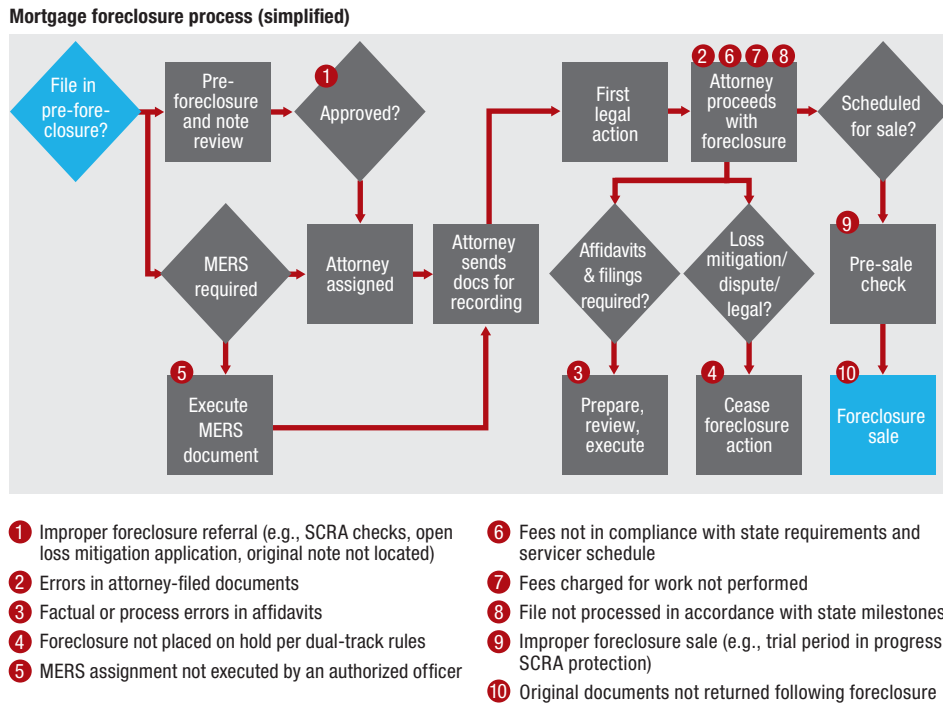 Mortgage foreclosure process (simplified)
File in
pre-fore-
closure?
Pre-
foreclosure
and note
review
1
Approved?
First
legal
action
2 6 7 8
Attorney
proceeds
with
foreclosure
Scheduled
for sale?
MERS
required
Attorney
assigned
Attorney
sends
docs for
recording
Affidavits
& filings
required?
Loss
mitigation/
dispute/
legal?
9
Pre-sale
check
5
Execute
MERS
document
3
Prepare,
review,
execute
4
Cease
foreclosure
action
10
Foreclosure
sale
1 Improper foreclosure referral (e.g., SCRA checks, open
loss mitigation application, original note not located)
2 Errors in attorney-filed documents
3 Factual or process errors in affidavits
4 Foreclosure not placed on hold per dual-track rules
5 MERS assignment not executed by an authorized officer
6 Fees not in compliance with state requirements and
servicer schedule
7 Fees charged for work not performed
8 File not processed in accordance with state milestones
9 Improper foreclosure sale (e.g., trial period in progress
SCRA protection)
10 Original documents not returned following foreclosure